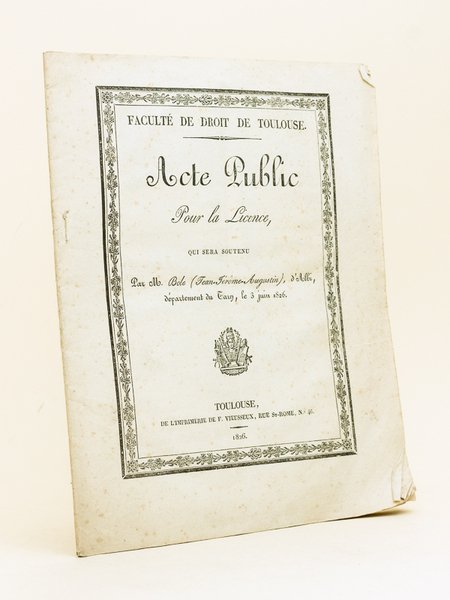 FACULTÉ DE DROIT DE TOULOUSE.
Acte Public
Pour la Licence,
QUI SERA SOUTENU
Par M. Bole (Jean-Jérôme-Augustin), d'Albi,
département du Tarn, le 3 juin 1826.
TOULOUSE,
DE L'IMPRIMERIE DE F. VIEUSSEUX, RUE St-ROME, N.º 46.
1826.